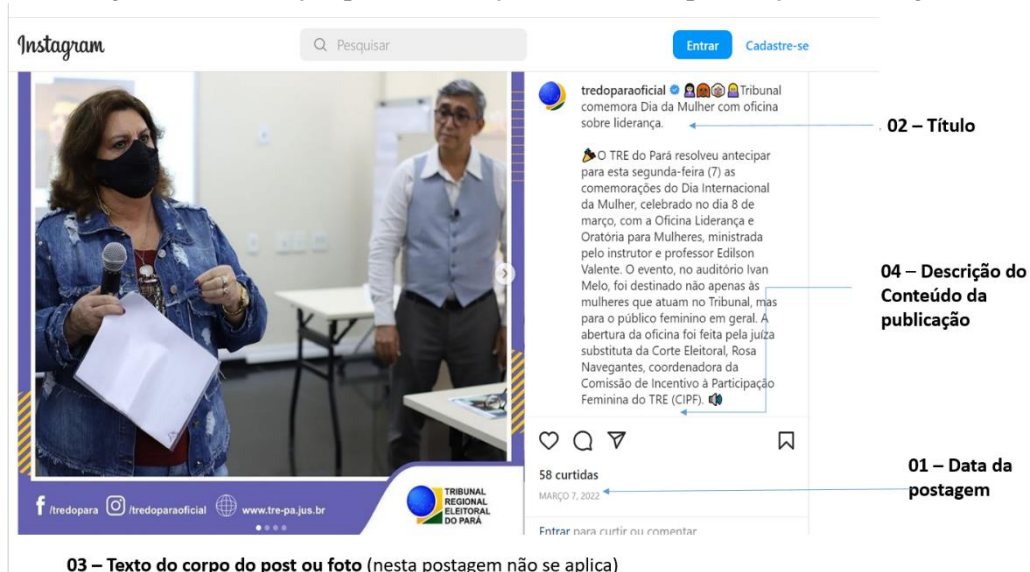 Instagram
Pesquisar
Entrar
Cadastre-se
tredoparaoficial Tribunal
comemora Dia da Mulher com oficina
sobre liderança.
O TRE do Pará resolveu antecipar
para esta segunda-feira (7) as
comemorações do Dia Internacional
da Mulher, celebrado no dia 8 de
março, com a Oficina Liderança e
Oratória para Mulheres, ministrada
pelo instrutor e professor Edilson
Valente. O evento, no auditório Ivan
Melo, foi destinado não apenas às
mulheres que atuam no Tribunal, mas
para o público feminino em geral. A
abertura da oficina foi feita pela juíza
substituta da Corte Eleitoral, Rosa
Navegantes, coordenadora da
Comissão de Incentivo à Participação
Feminina do TRE (CIPF).
58 curtidas
MARÇO 7, 2022
Entrar para curtir ou comentar
f /tredopara
/tredoparaoficial
www.tre-pa.jus.br
TRIBUNAL
REGIONAL
ELEITORAL
DO PARÁ
02 – Título
04 – Descrição do
Conteúdo da
publicação
01 – Data da
postagem
03 – Texto do corpo do post ou foto (nesta postagem não se aplica)